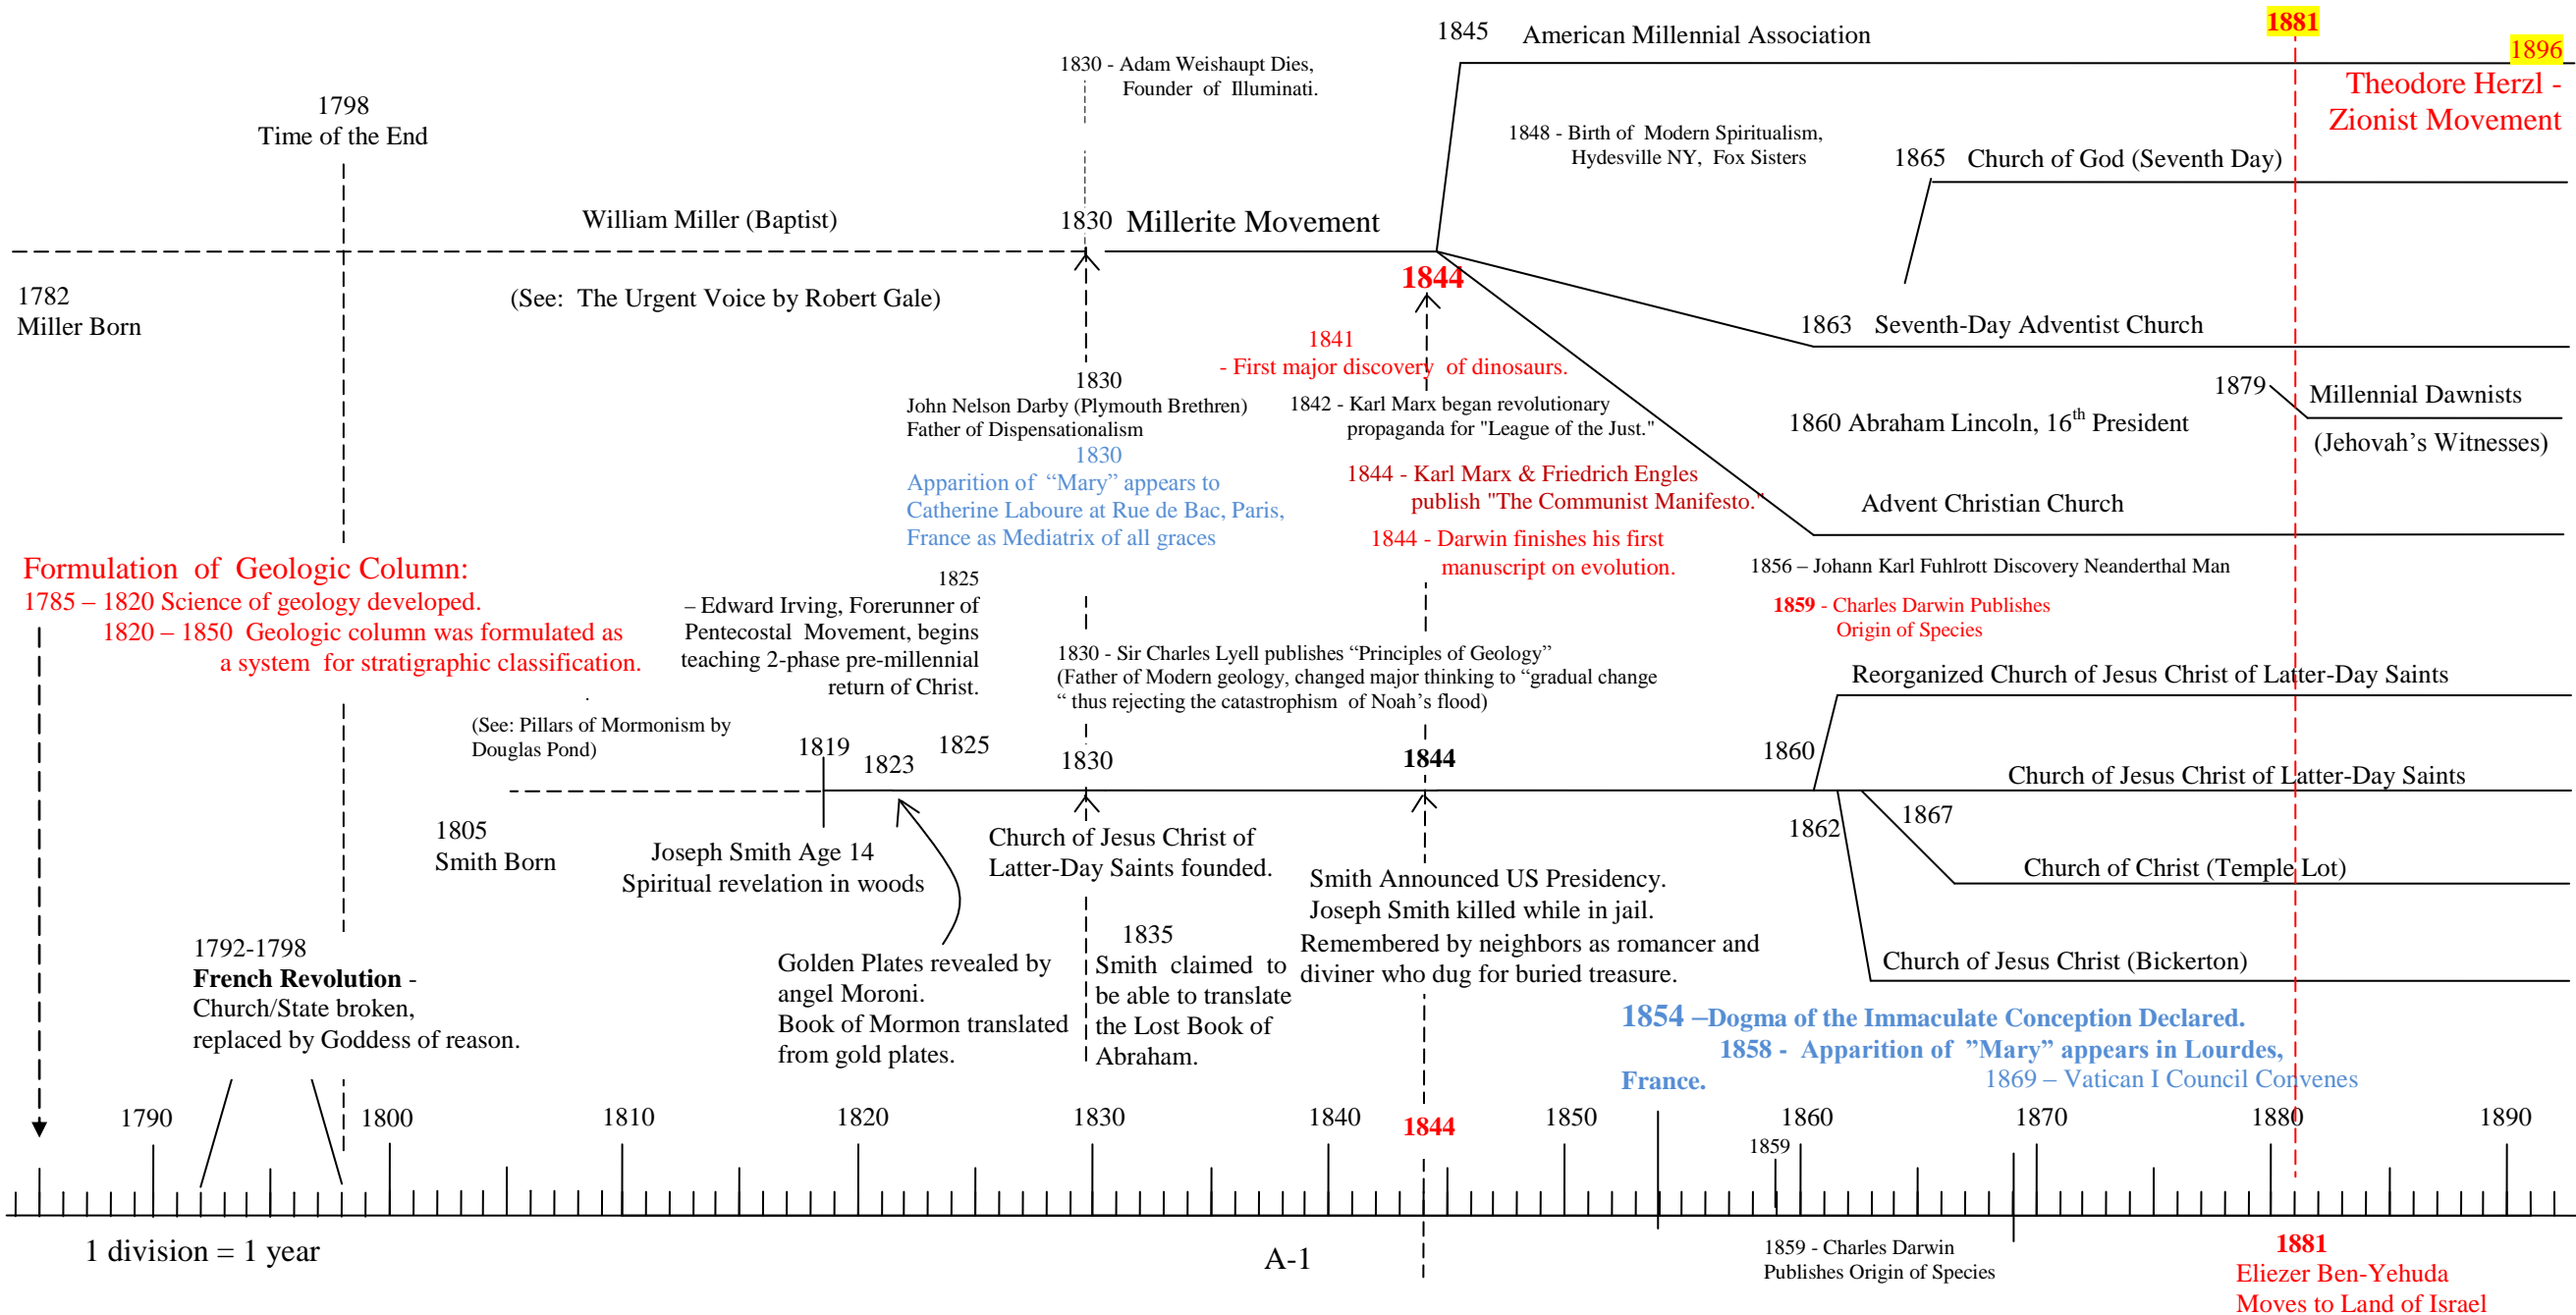 1881
1845 American Millennial Association
1896
1830 - Adam Weishaupt Dies,
Founder of Illuminati.
Theodore Herzl -
Zionist Movement
1798
Time of the End
1848 - Birth of Modern Spiritualism,
Hydesville NY, Fox Sisters
1865 Church of God (Seventh Day)
William Miller (Baptist)
1830 Millerite Movement
1844
1782
Miller Born
(See: The Urgent Voice by Robert Gale)
1863 Seventh-Day Adventist Church
1841
- First major discovery of dinosaurs.
1830
John Nelson Darby (Plymouth Brethren)
Father of Dispensationalism
1842 - Karl Marx began revolutionary
propaganda for "League of the Just."
1860 Abraham Lincoln, 16th President
1879 Millennial Dawnists
(Jehovah’s Witnesses)
1830
Apparition of “Mary” appears to
Catherine Laboure at Rue de Bac, Paris,
France as Mediatrix of all graces
1844 - Karl Marx & Friedrich Engles
publish "The Communist Manifesto."
Advent Christian Church
1844 - Darwin finishes his first
manuscript on evolution.
1856 – Johann Karl Fuhlrott Discovery Neanderthal Man
Formulation of Geologic Column:
1785 – 1820 Science of geology developed.
1820 – 1850 Geologic column was formulated as
a system for stratigraphic classification.
1825
– Edward Irving, Forerunner of
Pentecostal Movement, begins
teaching 2-phase pre-millennial
return of Christ.
1859 - Charles Darwin Publishes
Origin of Species
1830 - Sir Charles Lyell publishes “Principles of Geology”
(Father of Modern geology, changed major thinking to “gradual change
“ thus rejecting the catastrophism of Noah’s flood)
Reorganized Church of Jesus Christ of Latter-Day Saints
(See: Pillars of Mormonism by
Douglas Pond)
1819
1823
1825
1830
1844
1860
Church of Jesus Christ of Latter-Day Saints
1805
Smith Born
Joseph Smith Age 14
Spiritual revelation in woods
Church of Jesus Christ of
Latter-Day Saints founded.
1862
1867
Church of Christ (Temple Lot)
Smith Announced US Presidency.
Joseph Smith killed while in jail.
Remembered by neighbors as romancer and
diviner who dug for buried treasure.
1792-1798
French Revolution -
Church/State broken,
replaced by Goddess of reason.
Golden Plates revealed by
angel Moroni.
Book of Mormon translated
from gold plates.
1835
Smith claimed to
be able to translate
the Lost Book of
Abraham.
Church of Jesus Christ (Bickerton)
1854 –Dogma of the Immaculate Conception Declared.
1858 - Apparition of ”Mary” appears in Lourdes,
France.
1869 – Vatican I Council Convenes
1790 1800 1810 1820 1830 1840 1844 1850 1860 1870 1880 1890
1859
1 division = 1 year
A-1
1859 - Charles Darwin
Publishes Origin of Species
1881
Eliezer Ben-Yehuda
Moves to Land of Israel